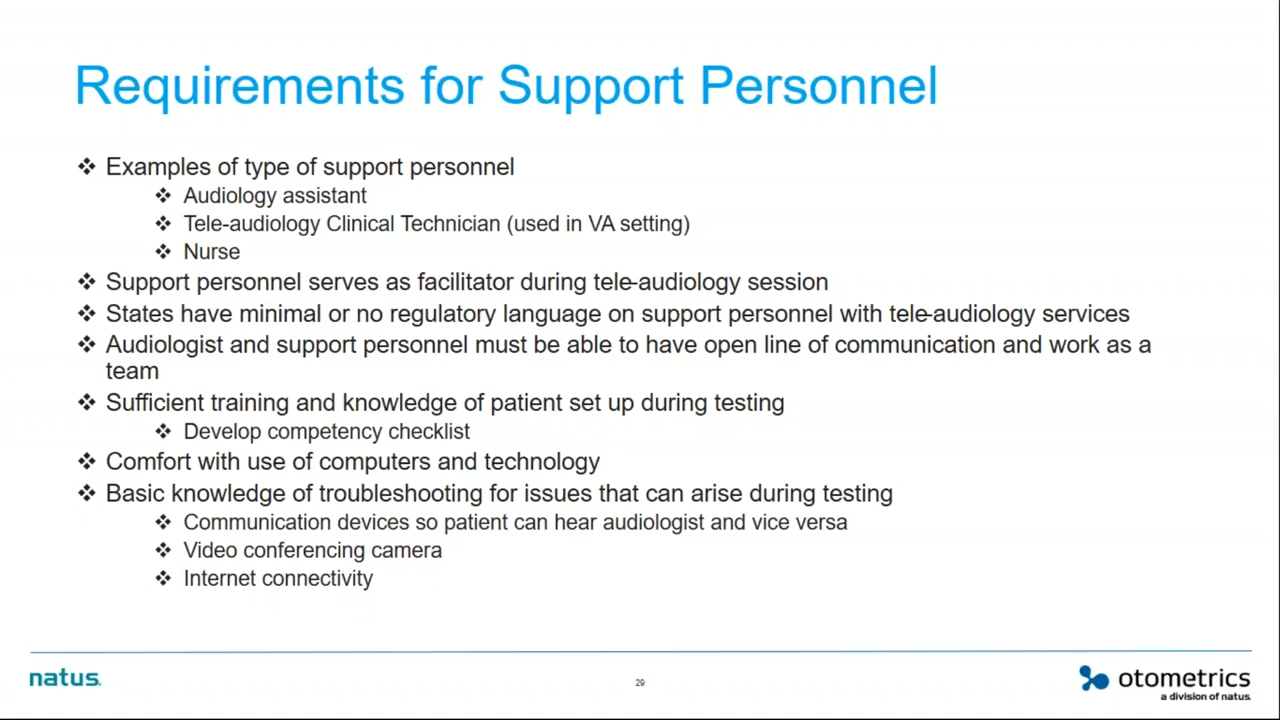 Requirements for Support Personnel
❖ Examples of type of support personnel
❖ Audiology assistant
❖ Tele-audiology Clinical Technician (used in VA setting)
❖ Nurse
❖ Support personnel serves as facilitator during tele-audiology session
❖ States have minimal or no regulatory language on support personnel with tele-audiology services
❖ Audiologist and support personnel must be able to have open line of communication and work as a
team
❖ Sufficient training and knowledge of patient set up during testing
❖ Develop competency checklist
❖ Comfort with use of computers and technology
❖ Basic knowledge of troubleshooting for issues that can arise during testing
❖ Communication devices so patient can hear audiologist and vice versa
❖ Video conferencing camera
❖ Internet connectivity
natus.
29
otometrics
a division of natus.